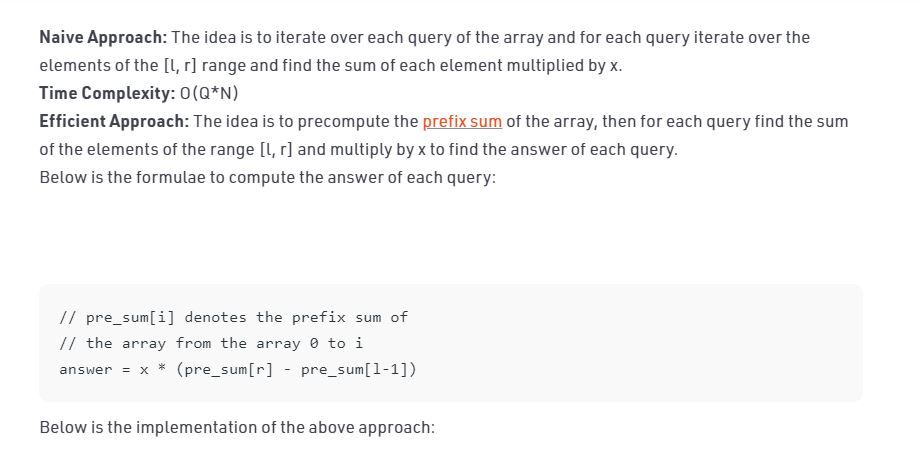 Naive Approach: The idea is to iterate over each query of the array and for each query iterate over the
elements of the [l, r] range and find the sum of each element multiplied by x.
Time Complexity: O(Q*N)
Efficient Approach: The idea is to precompute the prefix sum of the array, then for each query find the sum
of the elements of the range [l, r] and multiply by x to find the answer of each query.
Below is the formulae to compute the answer of each query:
// pre_sum[i] denotes the prefix sum of
// the array from the array 0 to i
answer = x * (pre_sum[r] - pre_sum[l-1])
Below is the implementation of the above approach: